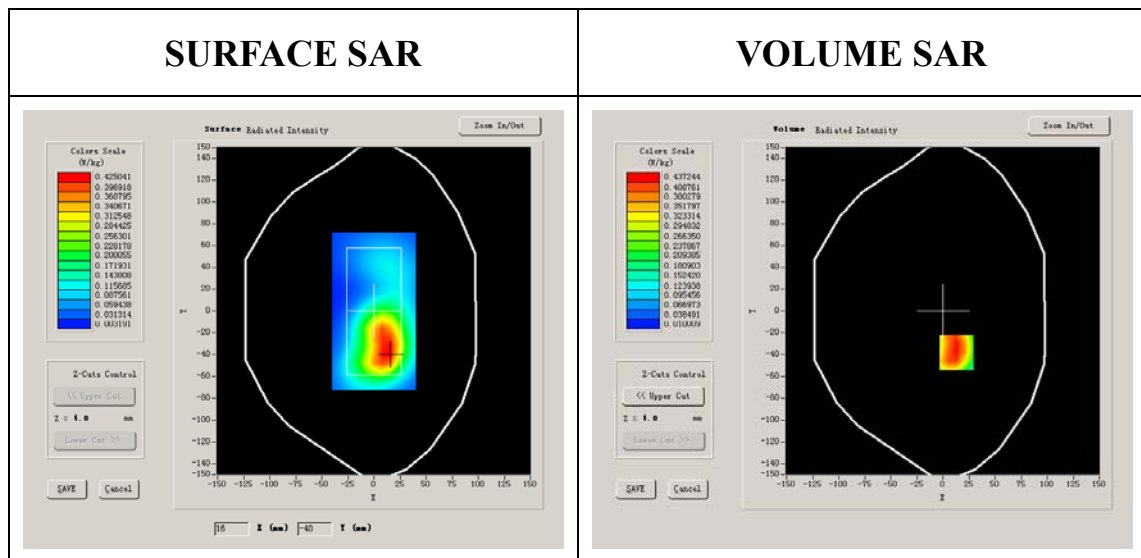 SURFACE SAR
VOLUME SAR
Surface Radiated Intensity
Zoom In/Out
Colors Scale
(W/kg)
0.425041
0.396918
0.368795
0.340671
0.312548
0.284425
0.256301
0.228178
0.200055
0.171931
0.143808
0.115685
0.087561
0.059438
0.031314
0.003191
150
140
120
100
80
60
40
20
0
-20
-40
-60
-80
-100
-120
-140
-150
Y
-150 -125 -100 -75 -50 -25 0 25 50 75 100 125 150
X
Z-Cuts Control
<< Upper Cut
Z = 4.0 mm
Lower Cut >>
SAVE Cancel
16 X (mm) -40 Y (mm)
Volume Radiated Intensity
Zoom In/Out
Colors Scale
(W/kg)
0.437244
0.408761
0.380279
0.351797
0.323314
0.294832
0.266350
0.237867
0.209385
0.180903
0.152420
0.123938
0.095456
0.066973
0.038491
0.010009
150
140
120
100
80
60
40
20
0
-20
-40
-60
-80
-100
-120
-140
-150
Y
-150 -125 -100 -75 -50 -25 0 25 50 75 100 125 150
X
Z-Cuts Control
<< Upper Cut
Z = 4.0 mm
Lower Cut >>
SAVE Cancel